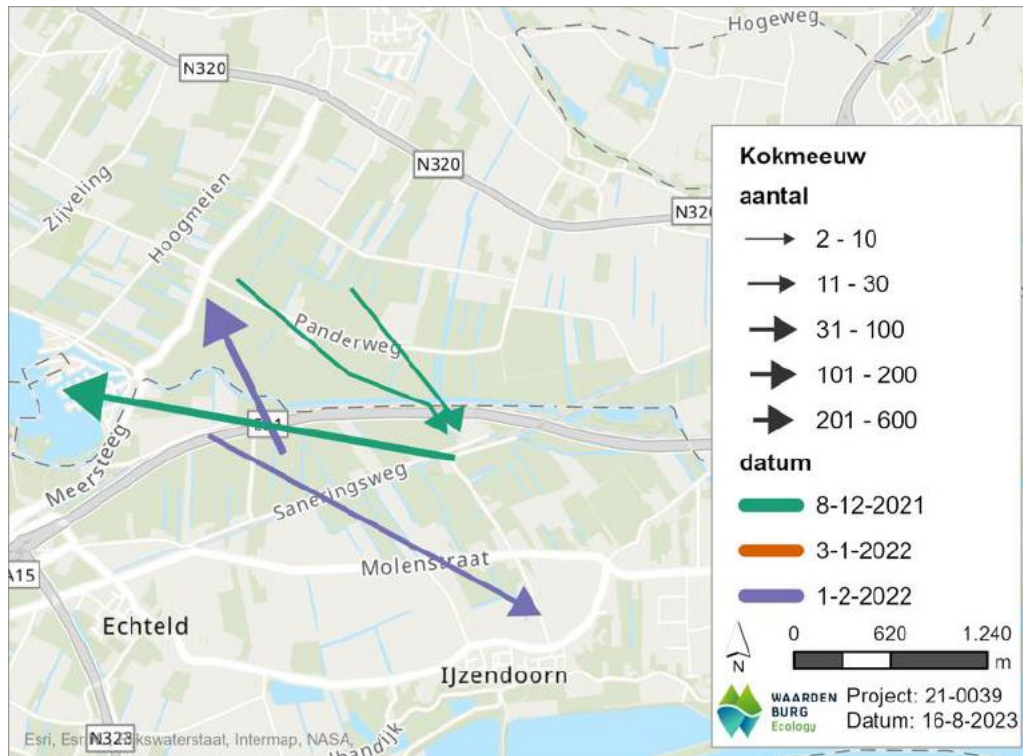 Hogeweg
N320
N320
N32
Zijveling
Hoogmeien
Panderweg
Meersteeg
Saneringsweg
Molenstraat
A15
Echteld
IJzendoorn
N323
Kokmeeuw
aantal
2 - 10
11 - 30
31 - 100
101 - 200
201 - 600
datum
8-12-2021
3-1-2022
1-2-2022
0 620 1.240
m
N
WAARDEN
BURG
Ecology
Project: 21-0039
Datum: 16-8-2023
Esri, Intermap, NASA,